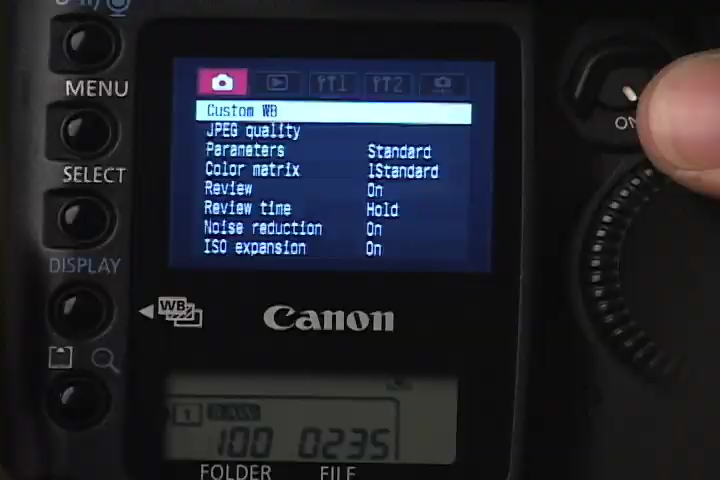 MENU
SELECT
DISPLAY
ON
Custom WB
JPEG quality
Parameters Standard
Color matrix 1Standard
Review On
Review time Hold
Noise reduction On
ISO expansion On
WB
Canon
1
100 0235
FOLDER FILE